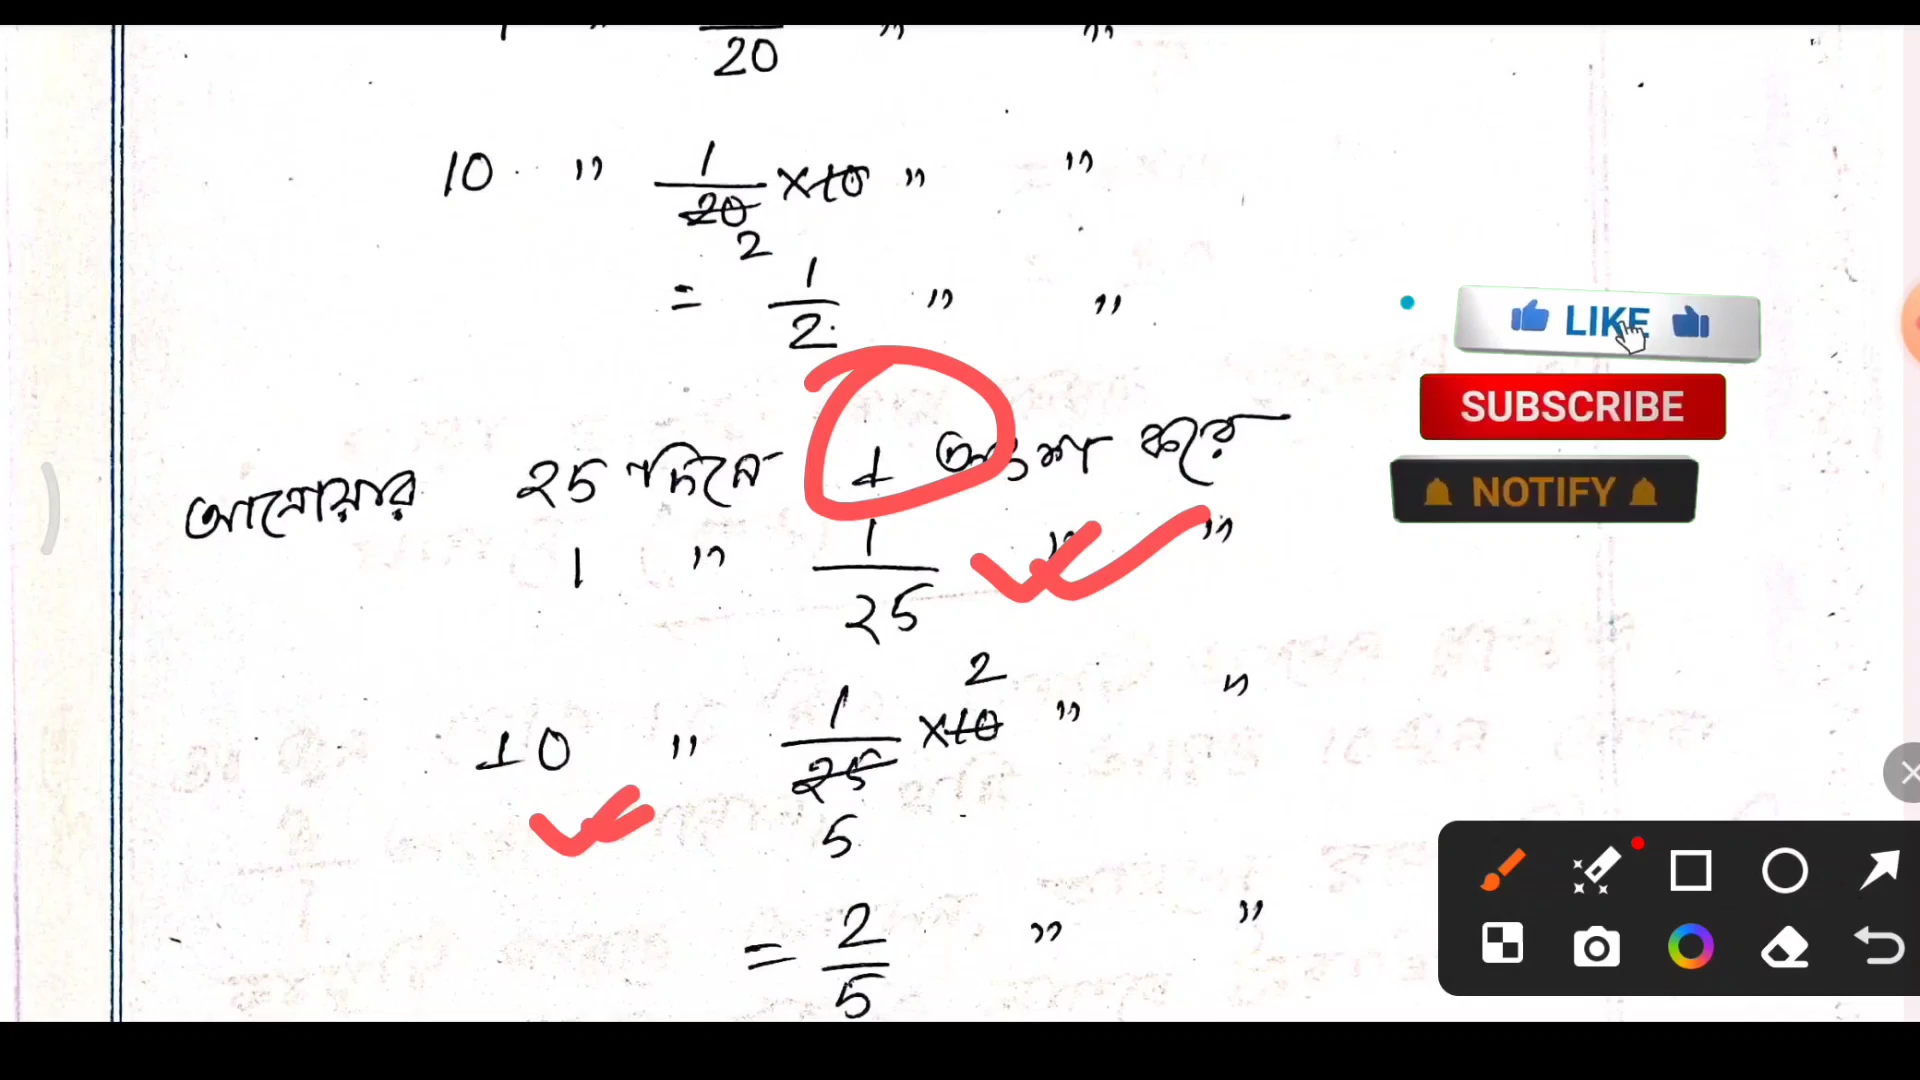 1 " 20 " "
10 " 1/20 × 10 " "
2
= 1/2 " "
আনোয়ার 25 দিনে 1 অংশ করে
1 " 1/25 " "
2
10 " 1/25 × 10 " "
5
= 2/5 " "
LIKE
SUBSCRIBE
NOTIFY